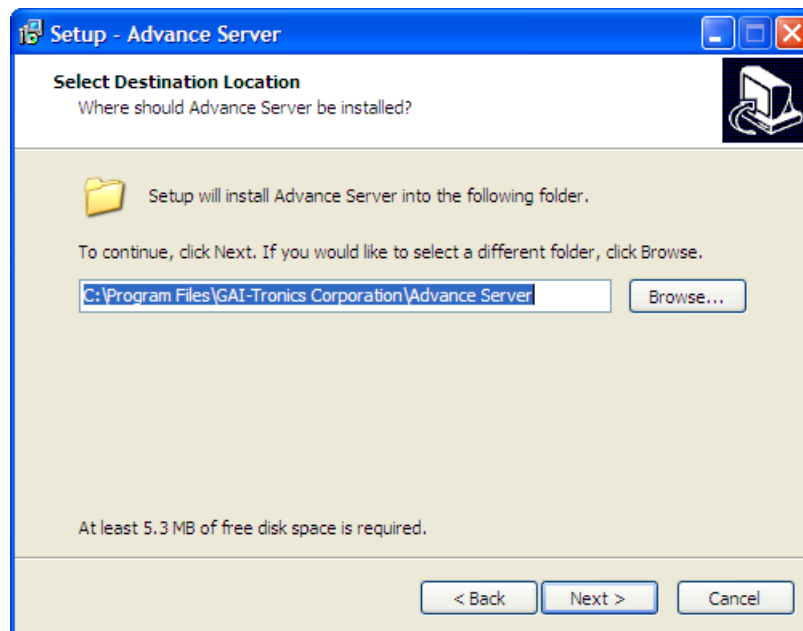 Setup - Advance Server
Select Destination Location
Where should Advance Server be installed?
Setup will install Advance Server into the following folder.
To continue, click Next. If you would like to select a different folder, click Browse.
C:\Program Files\GAI-Tronics Corporation\Advance Server
Browse...
At least 5.3 MB of free disk space is required.
< Back
Next >
Cancel